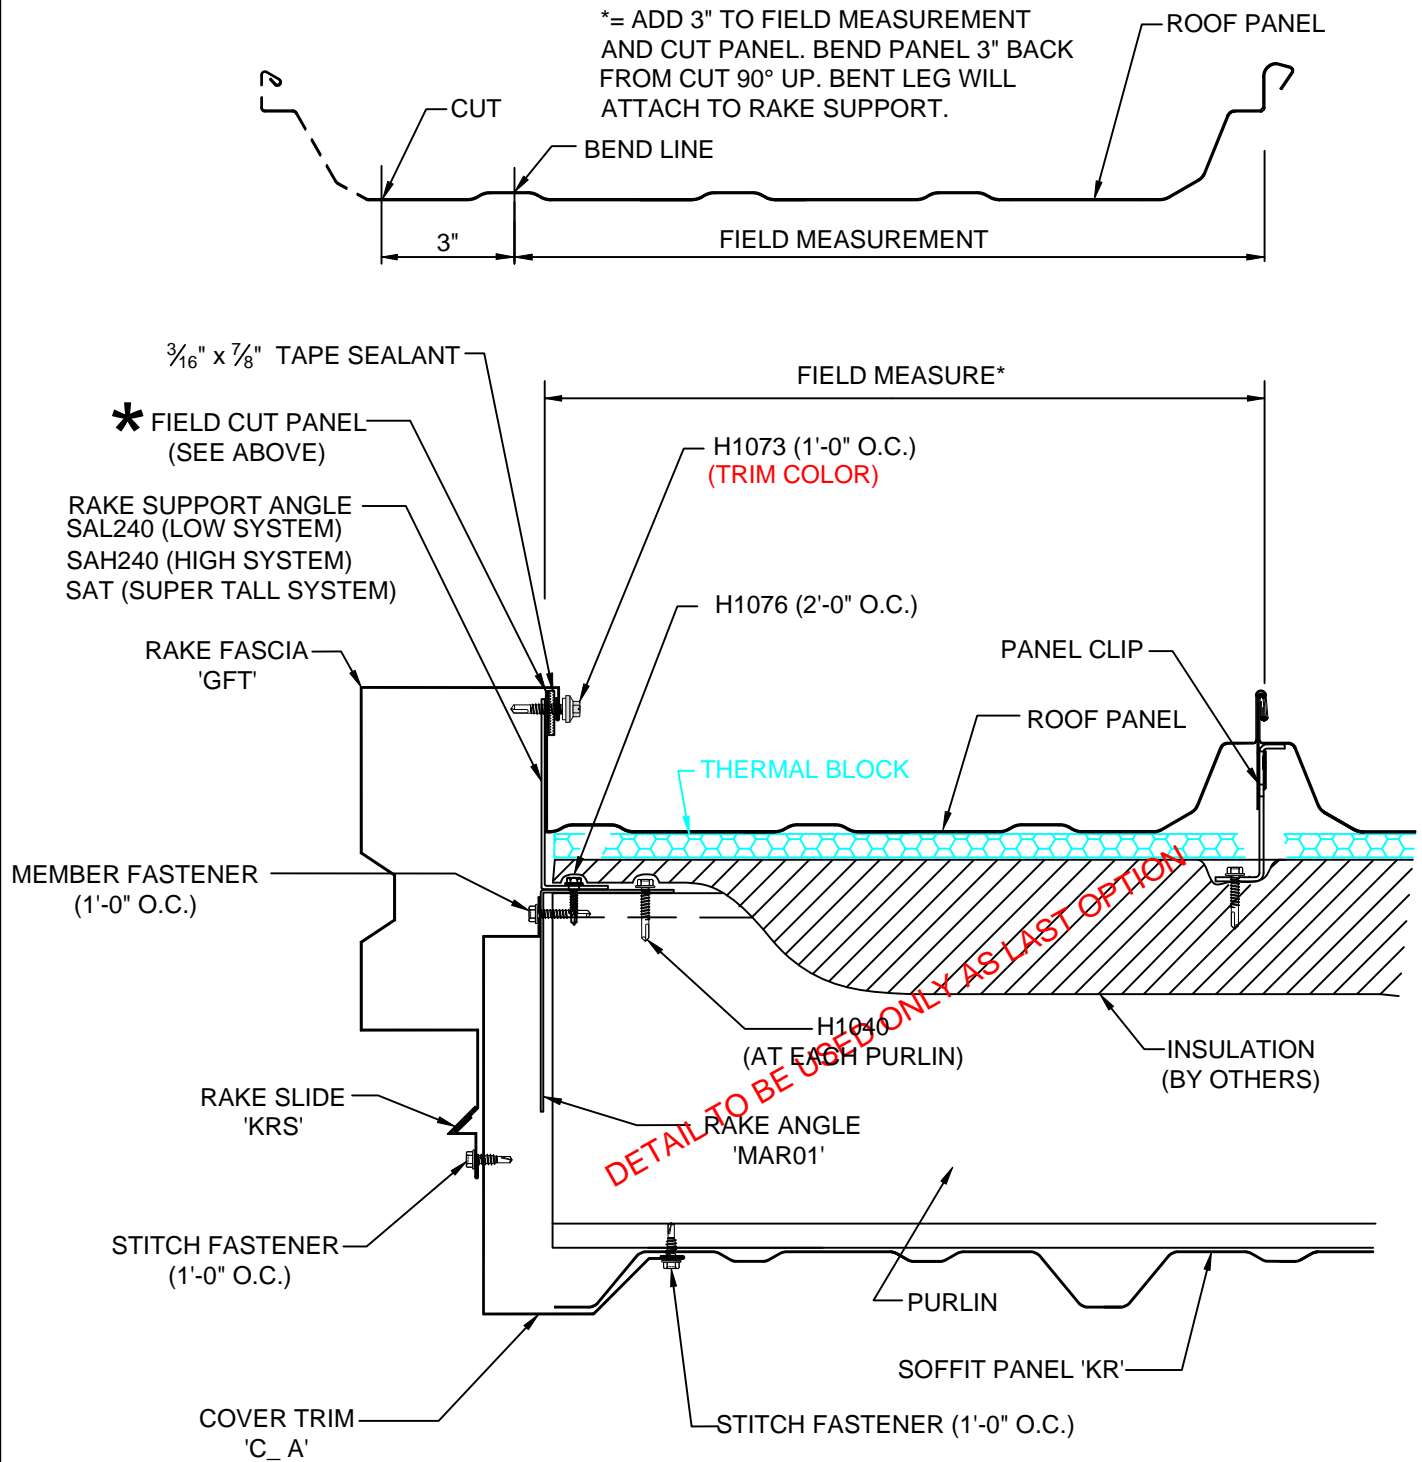 *= ADD 3" TO FIELD MEASUREMENT
AND CUT PANEL. BEND PANEL 3" BACK
FROM CUT 90° UP. BENT LEG WILL
ATTACH TO RAKE SUPPORT.
ROOF PANEL
CUT
BEND LINE
3"
FIELD MEASUREMENT
3/16" x 7/8" TAPE SEALANT
FIELD MEASURE*
* FIELD CUT PANEL
(SEE ABOVE)
H1073 (1'-0" O.C.)
(TRIM COLOR)
RAKE SUPPORT ANGLE
SAL240 (LOW SYSTEM)
SAH240 (HIGH SYSTEM)
SAT (SUPER TALL SYSTEM)
H1076 (2'-0" O.C.)
RAKE FASCIA
'GFT'
PANEL CLIP
ROOF PANEL
THERMAL BLOCK
MEMBER FASTENER
(1'-0" O.C.)
DETAIL TO BE USED ONLY AS LAST OPTION
H1040
(AT EACH PURLIN)
INSULATION
(BY OTHERS)
RAKE SLIDE
'KRS'
RAKE ANGLE
'MAR01'
STITCH FASTENER
(1'-0" O.C.)
PURLIN
SOFFIT PANEL 'KR'
COVER TRIM
'C_ A'
STITCH FASTENER (1'-0" O.C.)